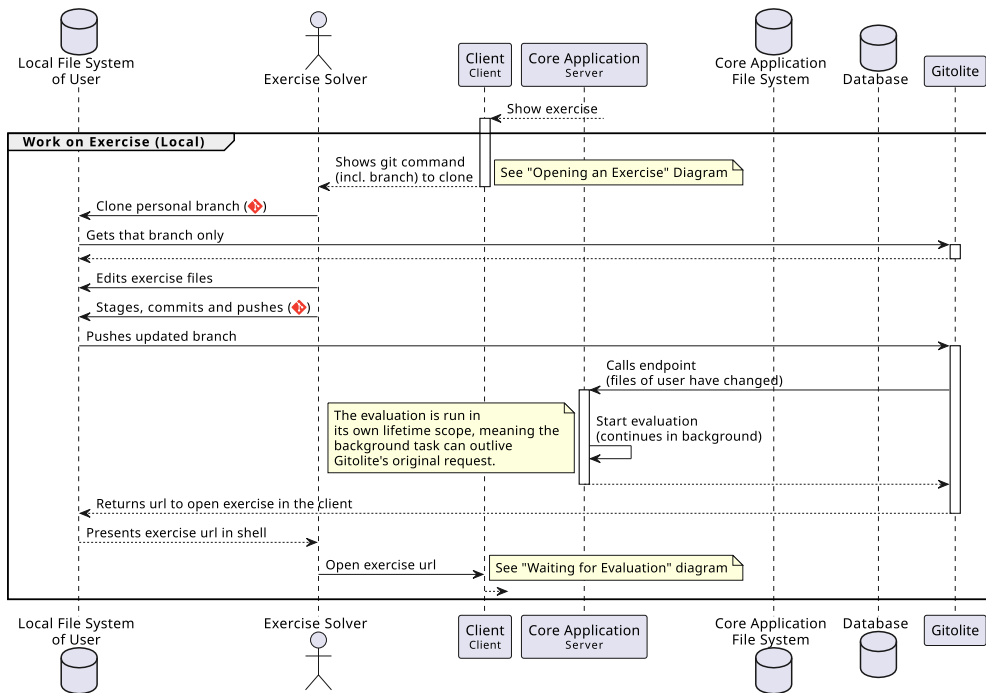 Local File System
of User
Exercise Solver
Client
Client
Core Application
Server
Core Application
File System
Database
Gitolite
Show exercise
Work on Exercise (Local)
Shows git command
(incl. branch) to clone
See "Opening an Exercise" Diagram
Clone personal branch ()
Gets that branch only
Edits exercise files
Stages, commits and pushes ()
Pushes updated branch
Calls endpoint
(files of user have changed)
The evaluation is run in
its own lifetime scope, meaning the
background task can outlive
Gitolite's original request.
Start evaluation
(continues in background)
Returns url to open exercise in the client
Presents exercise url in shell
Open exercise url
See "Waiting for Evaluation" diagram
Local File System
of User
Exercise Solver
Client
Client
Core Application
Server
Core Application
File System
Database
Gitolite